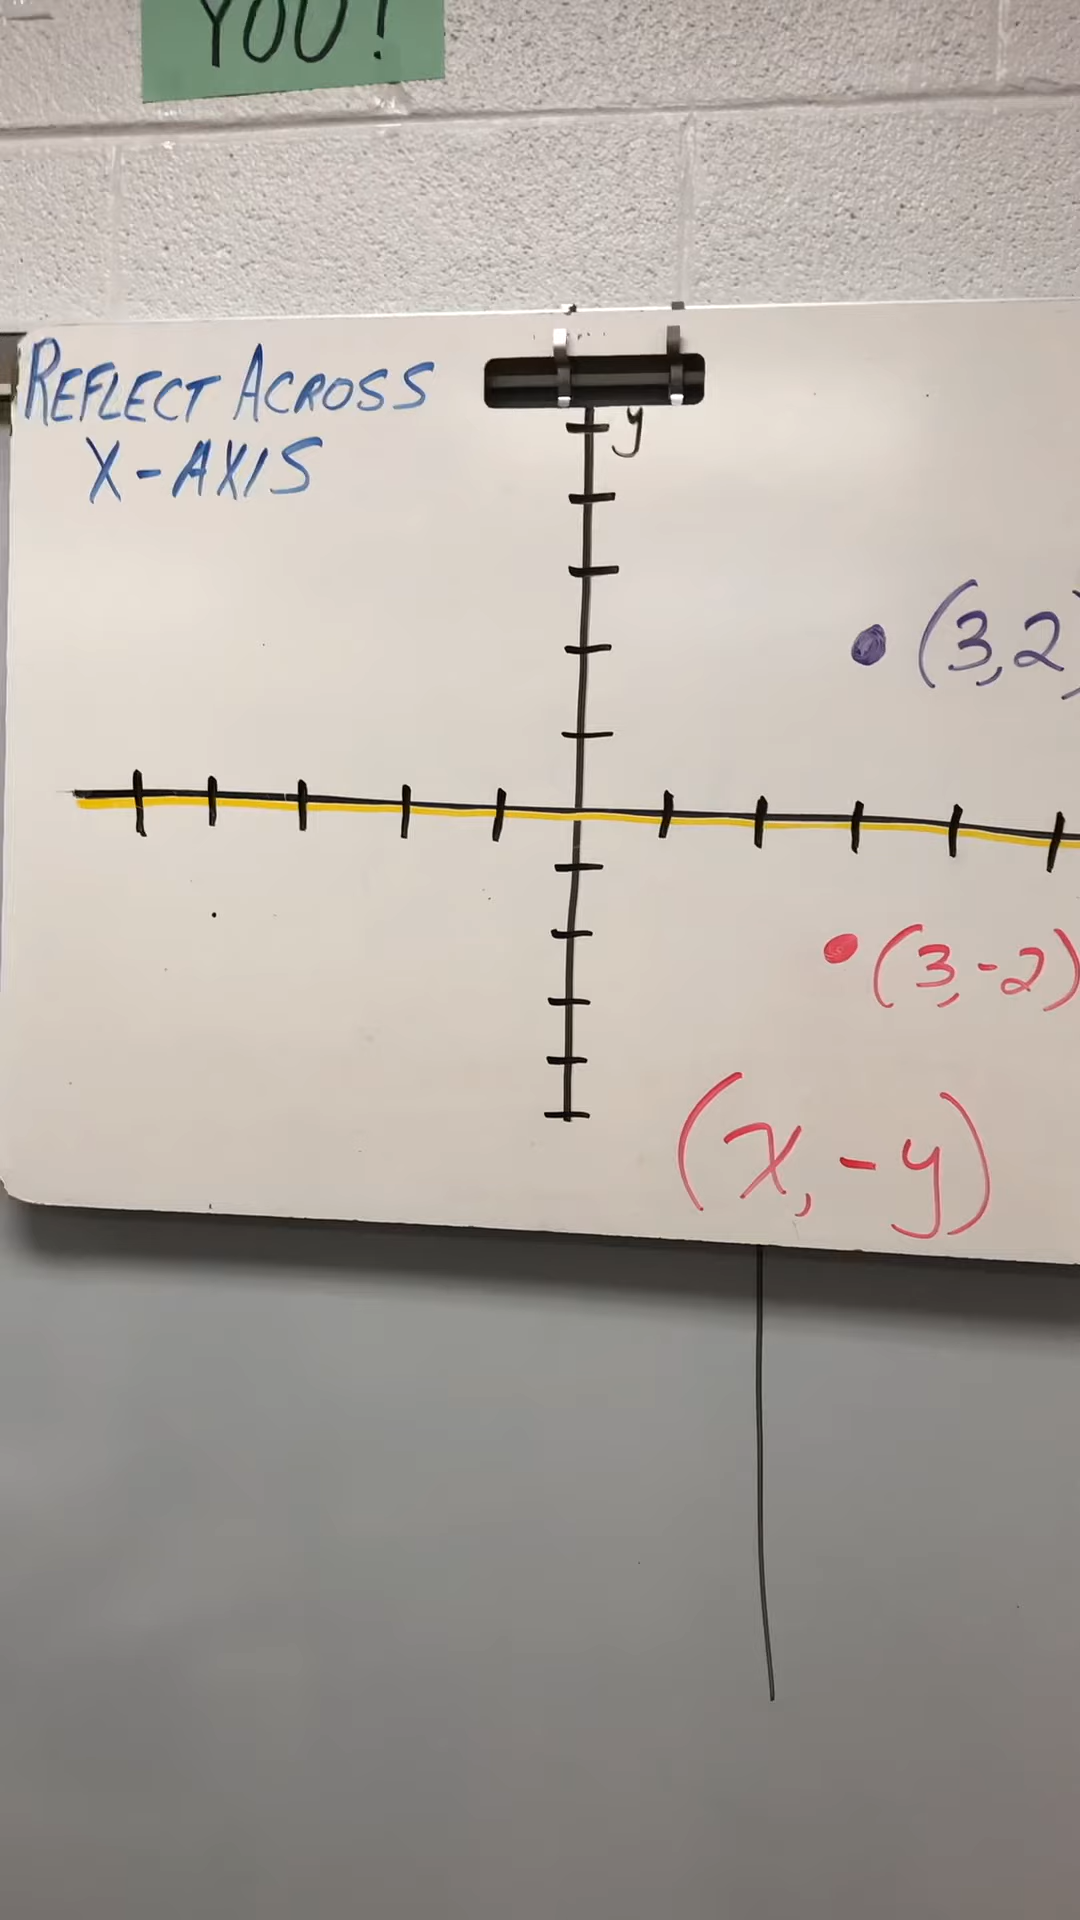 YOU!
REFLECT ACROSS
X-AXIS
y
(3,2)
(3,-2)
(x,-y)